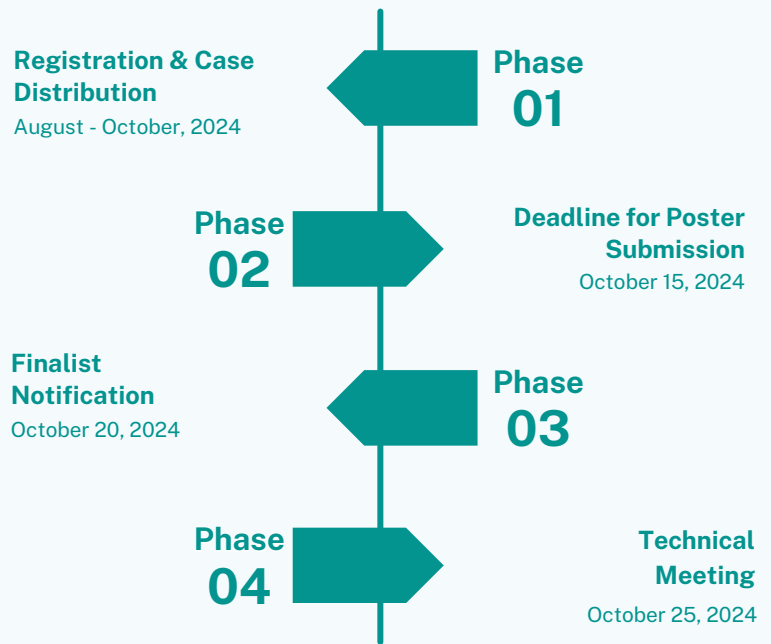 Registration & Case
Distribution
August - October, 2024
Phase
01
Phase
02
Deadline for Poster
Submission
October 15, 2024
Finalist
Notification
October 20, 2024
Phase
03
Phase
04
Technical
Meeting
October 25, 2024